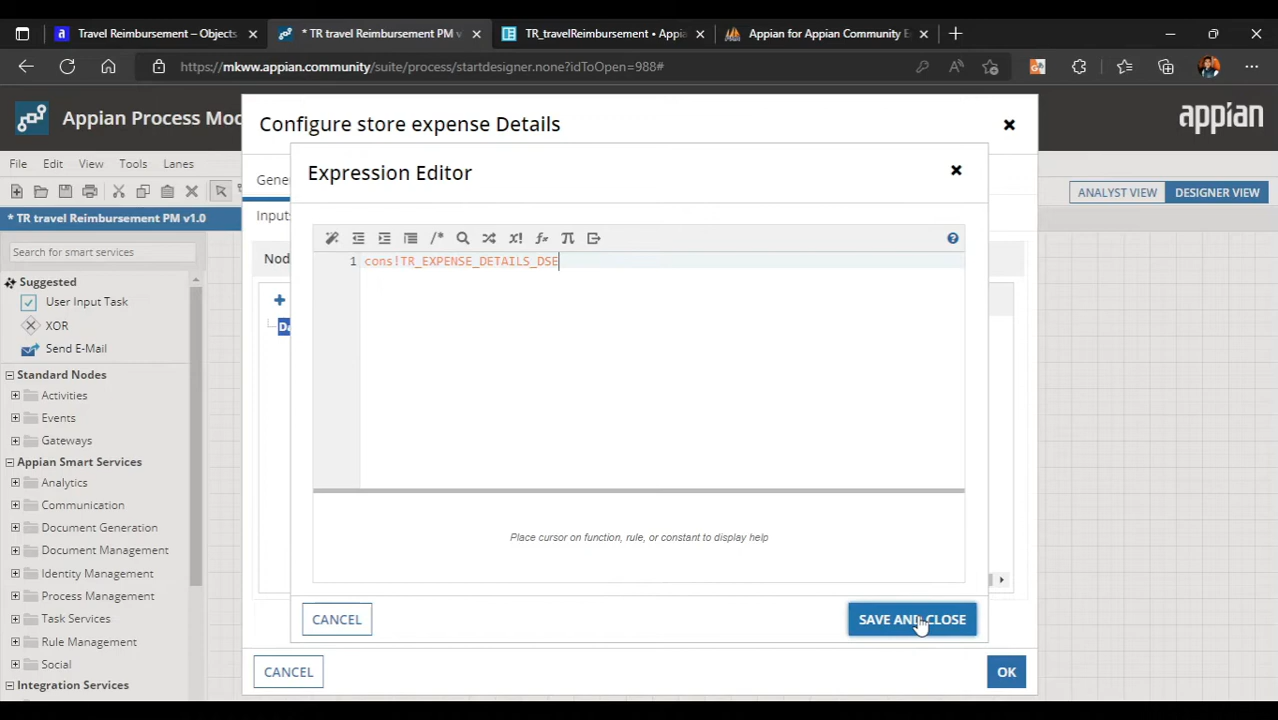 Travel Reimbursement – Objects
* TR travel Reimbursement PM v
TR_travelReimbursement • Appia
Appian for Appian Community E
https://mkww.appian.community/suite/process/startdesigner.none?idToOpen=988#
Appian Process Mod
appian
Configure store expense Details
File Edit View Tools Lanes
Gene
Expression Editor
ANALYST VIEW DESIGNER VIEW
* TR travel Reimbursement PM v1.0
Inputs
Search for smart services
Nod
1 cons!TR_EXPENSE_DETAILS_DSE
Suggested
User Input Task
XOR
Send E-Mail
Da
Standard Nodes
Activities
Events
Gateways
Appian Smart Services
Analytics
Communication
Document Generation
Document Management
Identity Management
Process Management
Task Services
Rule Management
Social
Integration Services
Place cursor on function, rule, or constant to display help
CANCEL
SAVE AND CLOSE
CANCEL
OK